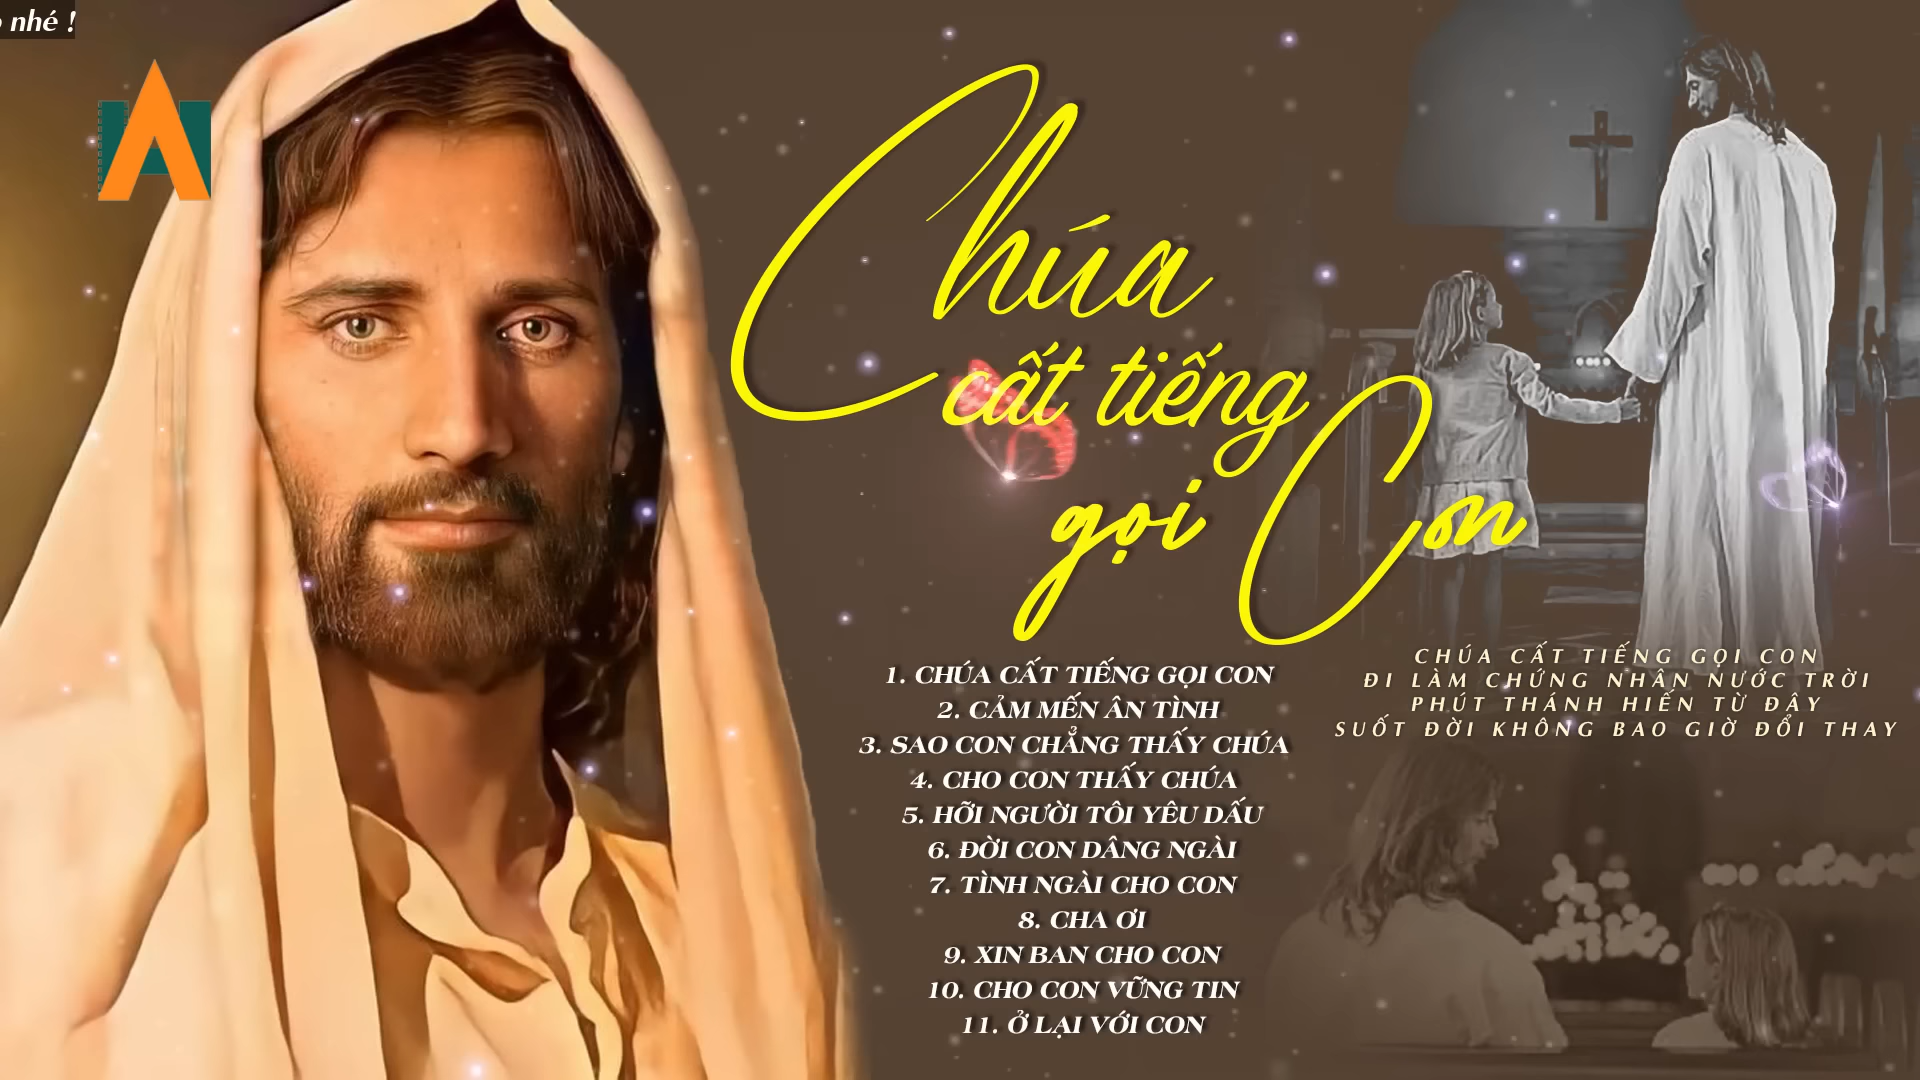 nhé !
Chúa
cất tiếng
gọi Con
1. CHÚA CẤT TIẾNG GỌI CON
2. CẢM MẾN ÂN TÌNH
3. SAO CON CHẲNG THẤY CHÚA
4. CHO CON THẤY CHÚA
5. HỠI NGƯỜI TÔI YÊU DẤU
6. ĐỜI CON DÂNG NGÀI
7. TÌNH NGÀI CHO CON
8. CHA ƠI
9. XIN BAN CHO CON
10. CHO CON VỮNG TIN
11. Ở LẠI VỚI CON
CHÚA CẤT TIẾNG GỌI CON
ĐI LÀM CHỨNG NHÂN NƯỚC TRỜI
PHÚT THÁNH HIẾN TỪ ĐÂY
SUỐT ĐỜI KHÔNG BAO GIỜ ĐỔI THAY